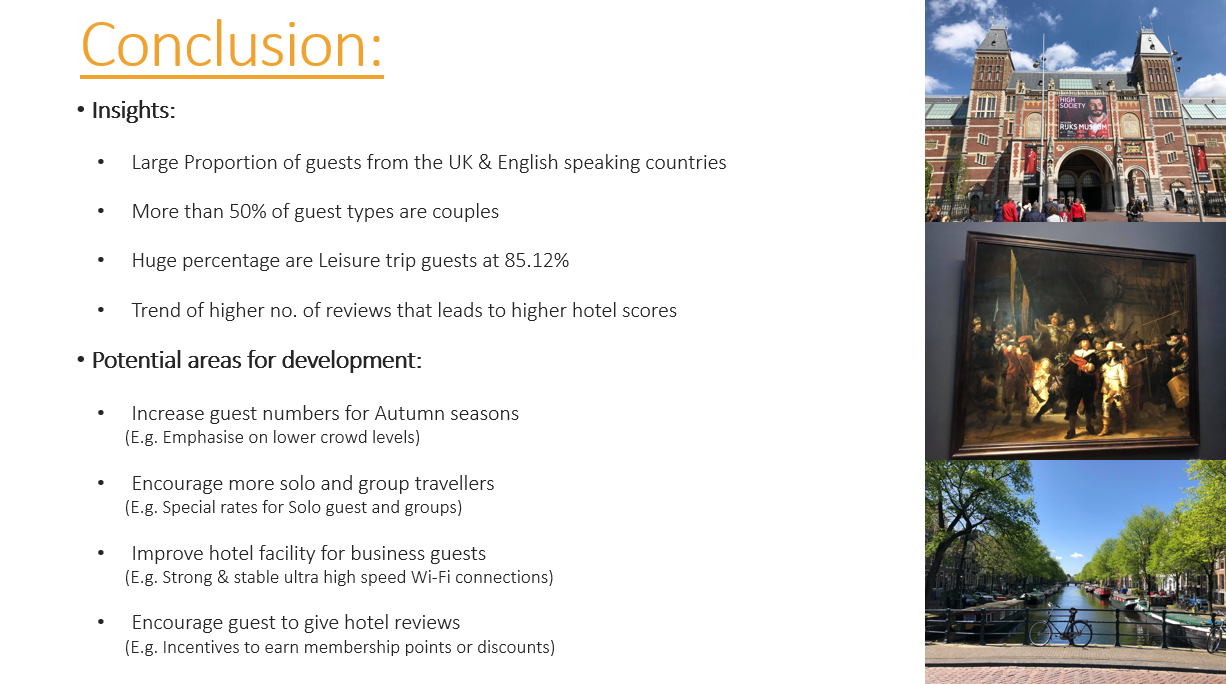 Conclusion:
• Insights:
• Large Proportion of guests from the UK & English speaking countries
• More than 50% of guest types are couples
• Huge percentage are Leisure trip guests at 85.12%
• Trend of higher no. of reviews that leads to higher hotel scores
• Potential areas for development:
• Increase guest numbers for Autumn seasons
(E.g. Emphasise on lower crowd levels)
• Encourage more solo and group travellers
(E.g. Special rates for Solo guest and groups)
• Improve hotel facility for business guests
(E.g. Strong & stable ultra high speed Wi-Fi connections)
• Encourage guest to give hotel reviews
(E.g. Incentives to earn membership points or discounts)
HIGH
SOCIETY
RIJKS MUSEUM